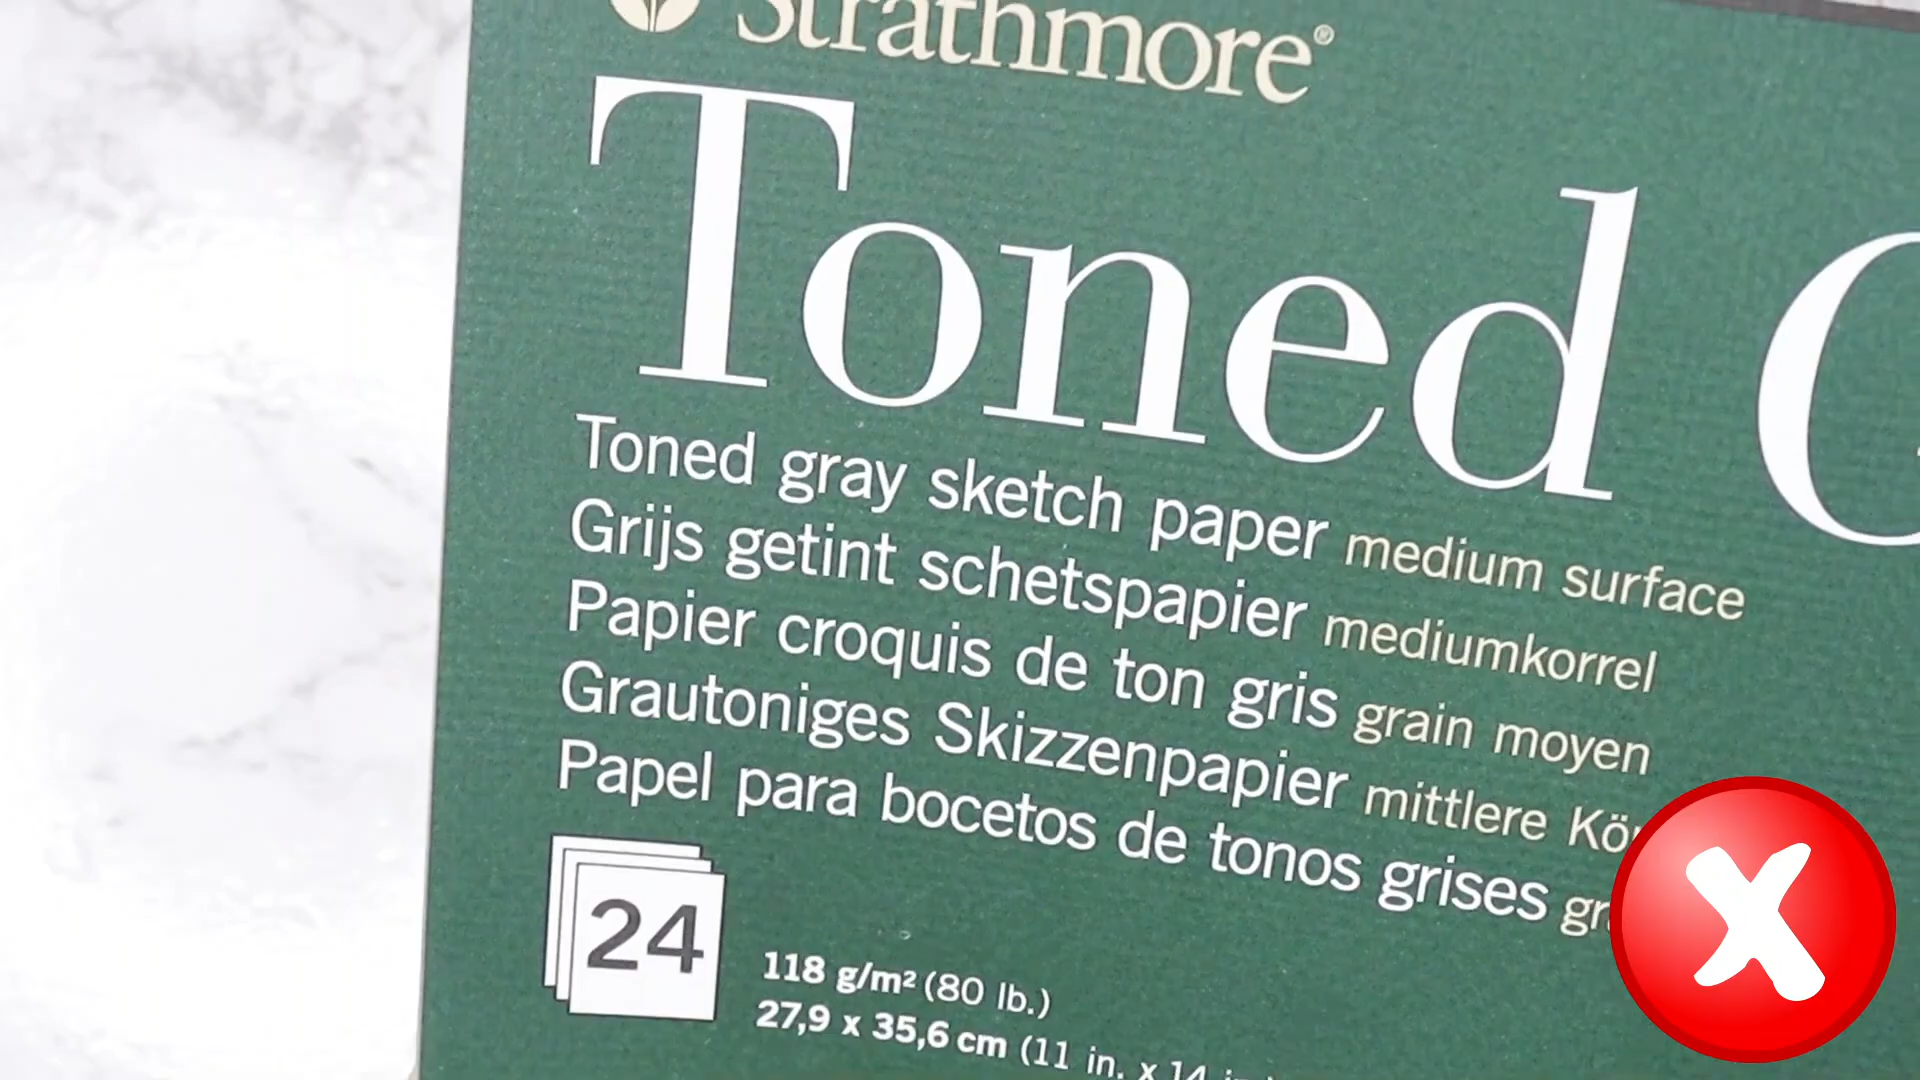 Strathmore®
Toned
Toned gray sketch paper medium surface
Grijs getint schetspapier mediumkorrel
Papier croquis de ton gris grain moyen
Grautoniges Skizzenpapier mittlere
Papel para bocetos de tonos grises
24
118 g/m² (80 lb.)
27,9 x 35,6 cm (11 in. x 14